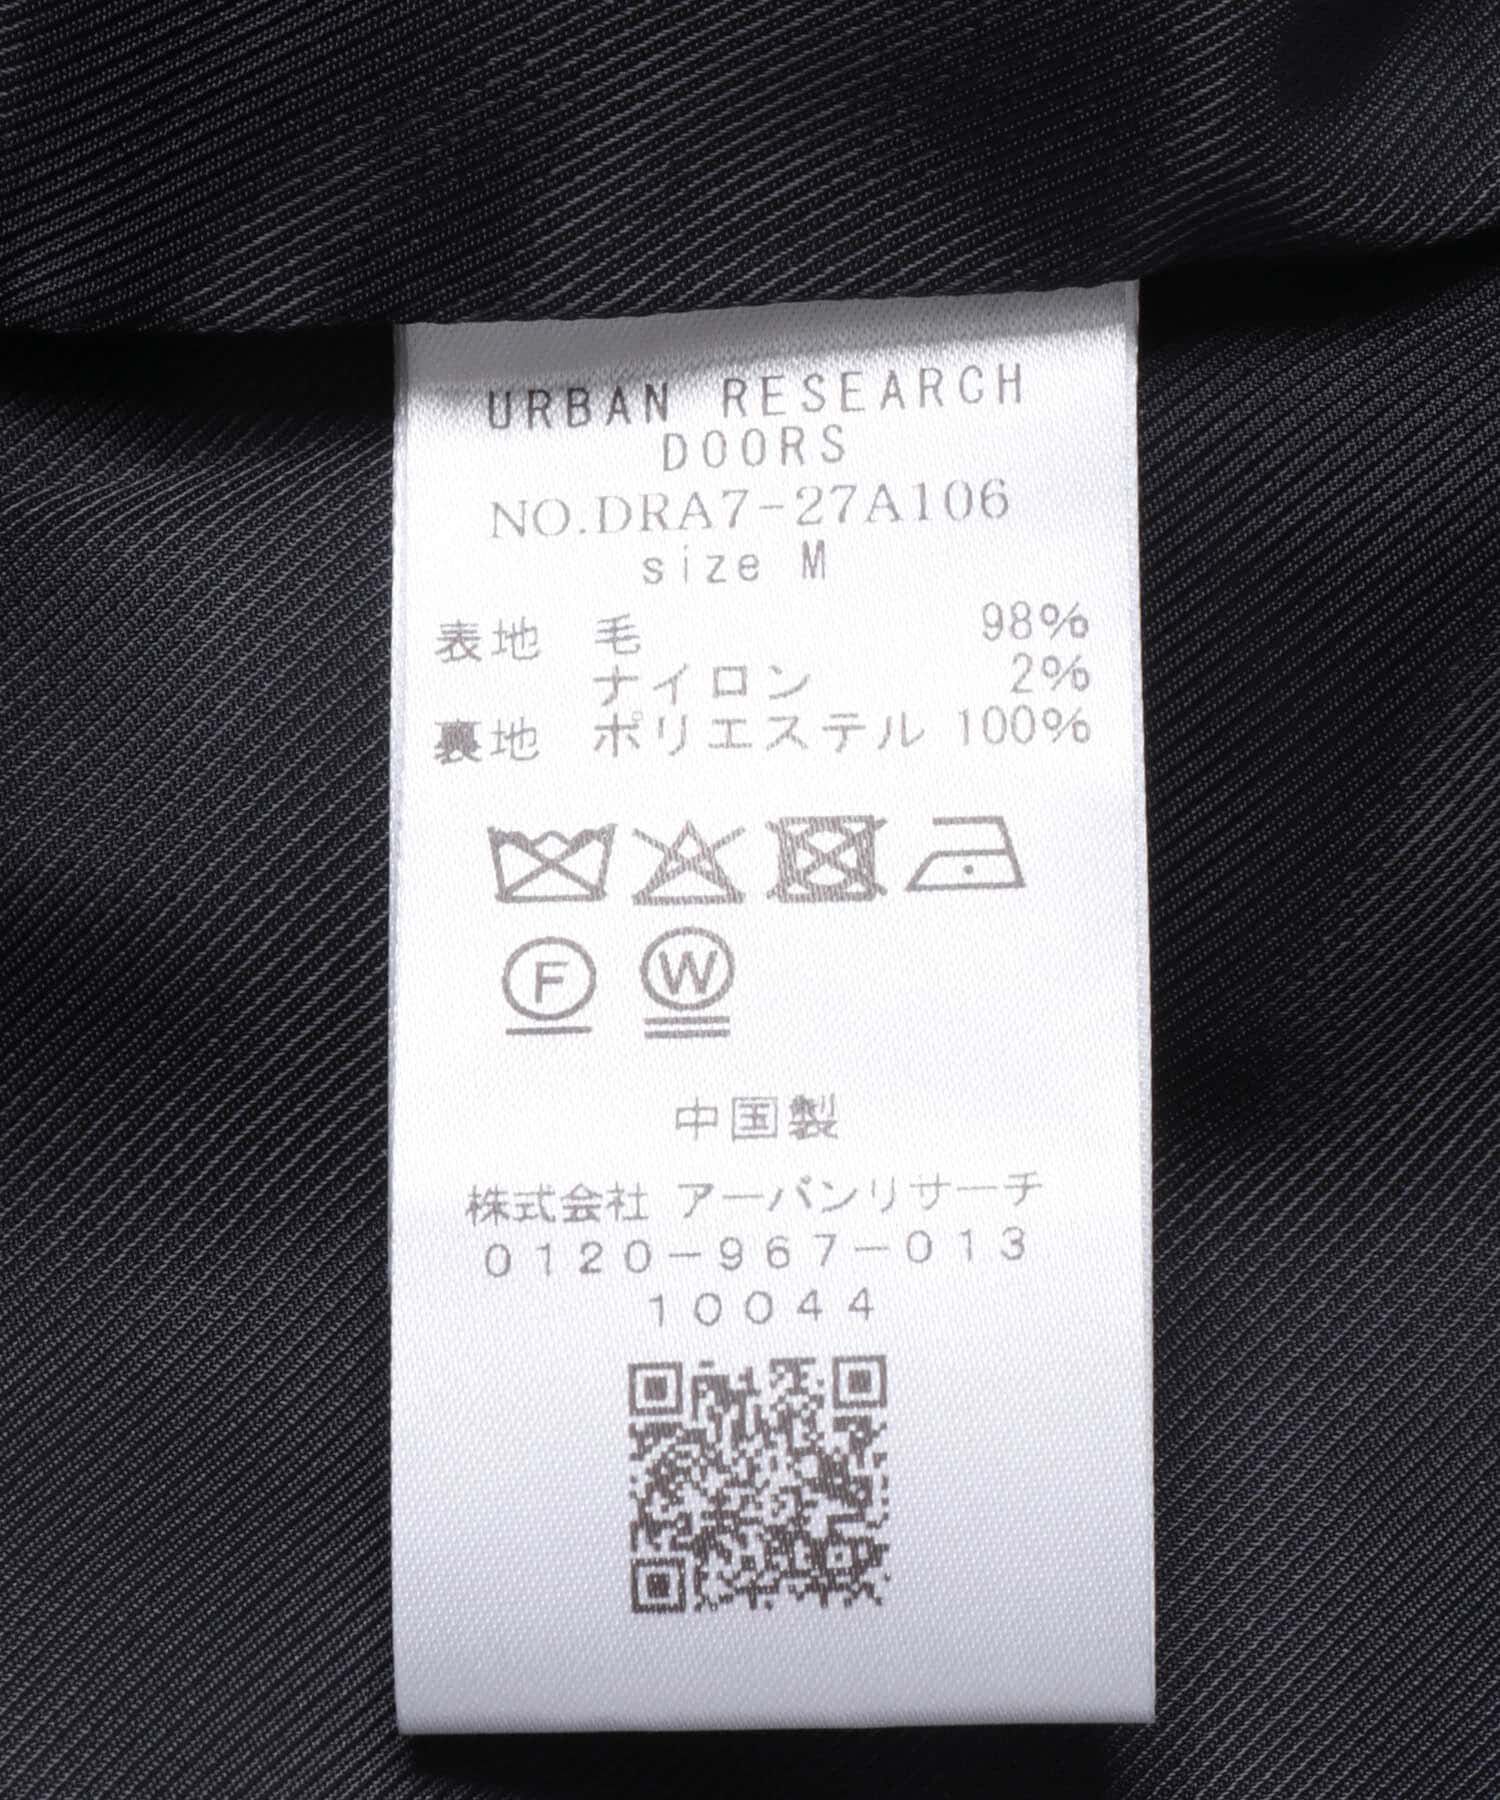 URBAN RESEARCH
DOORS
NO.DRA7-27A106
size M
表地 毛 98%
ナイロン 2%
裏地 ポリエステル 100%
F W
中国製
株式会社 アーバンリサーチ
0120-967-013
10044